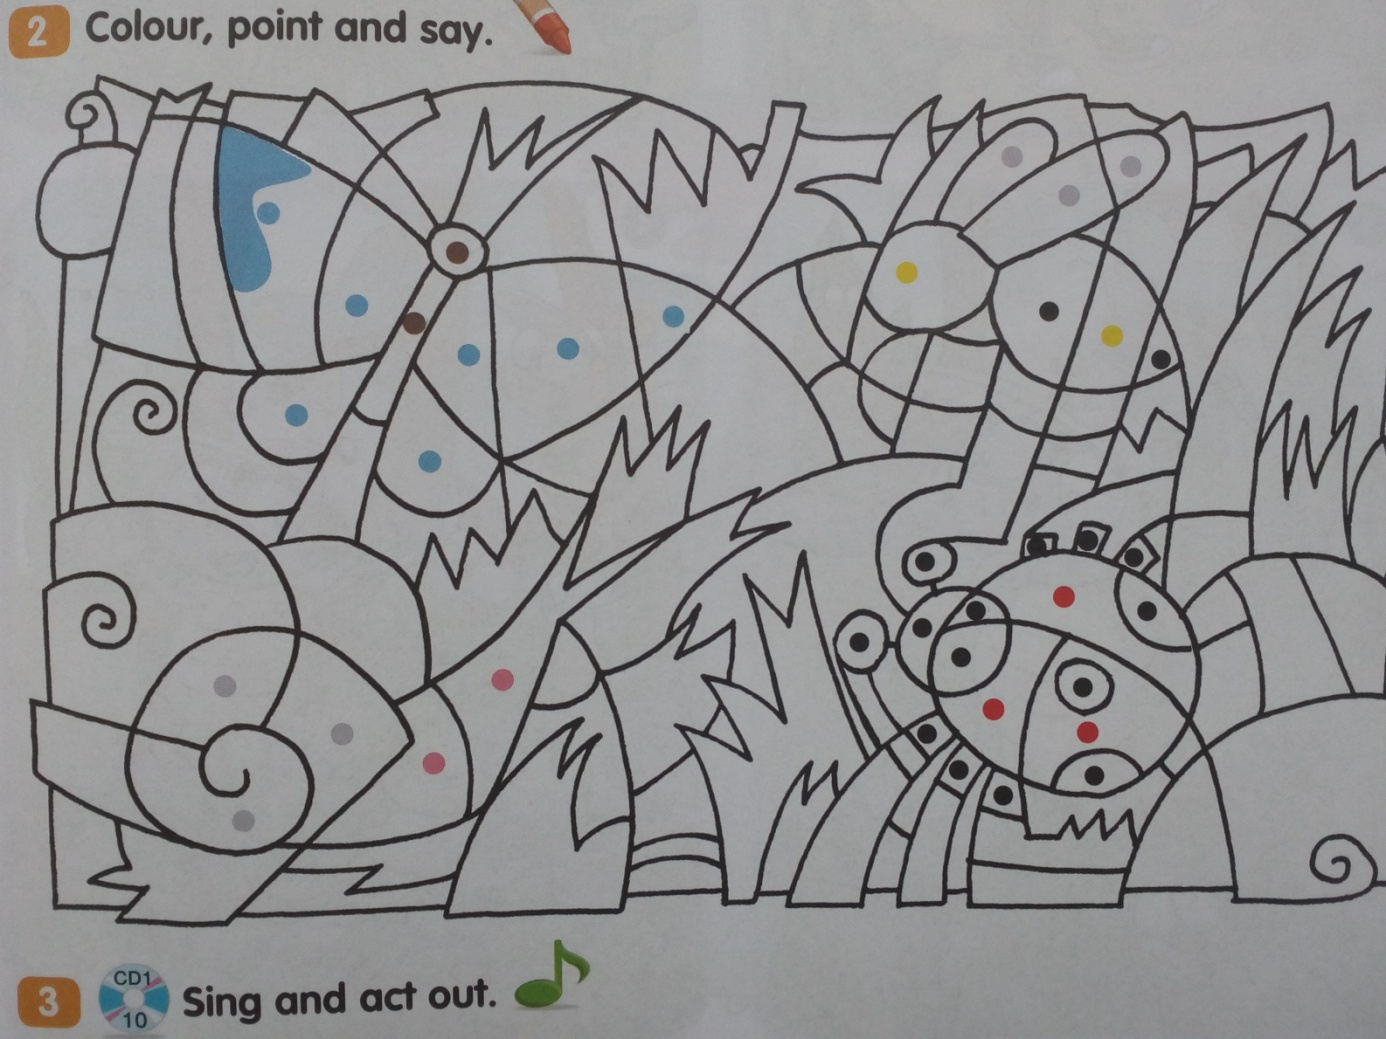 2 Colour, point and say.
3 CD1 10 Sing and act out.